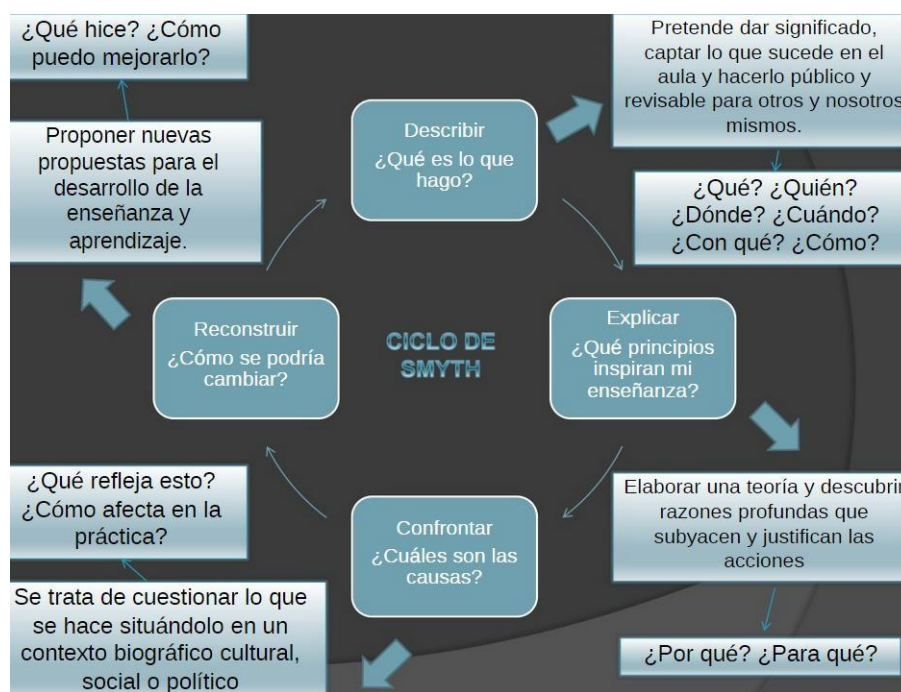 ¿Qué hice? ¿Cómo
puedo mejorarlo?
Pretende dar significado,
captar lo que sucede en el
aula y hacerlo público y
revisable para otros y nosotros
mismos.
Describir
¿Qué es lo que
hago?
Proponer nuevas
propuestas para el
desarrollo de la
enseñanza y
aprendizaje.
¿Qué? ¿Quién?
¿Dónde? ¿Cuándo?
¿Con qué? ¿Cómo?
Reconstruir
¿Cómo se podría
cambiar?
CICLO DE
SMYTH
Explicar
¿Qué principios
inspiran mi
enseñanza?
¿Qué refleja esto?
¿Cómo afecta en la
práctica?
Confrontar
¿Cuáles son las
causas?
Elaborar una teoría y descubrir
razones profundas que
subyacen y justifican las
acciones
Se trata de cuestionar lo que
se hace situándolo en un
contexto biográfico cultural,
social o político
¿Por qué? ¿Para qué?